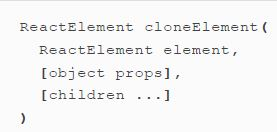 ReactElement cloneElement(
ReactElement element,
[object props],
[children ...]
)